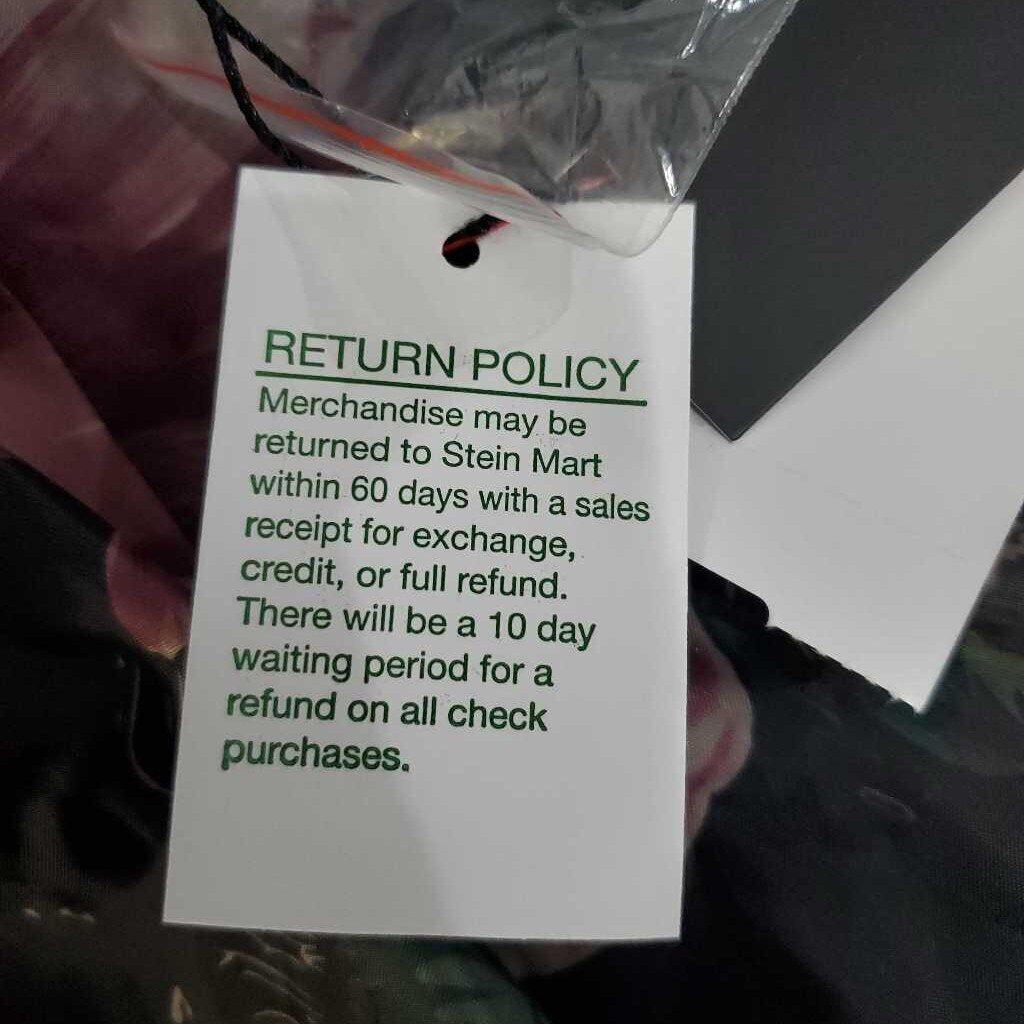 RETURN POLICY
Merchandise may be
returned to Stein Mart
within 60 days with a sales
receipt for exchange,
credit, or full refund.
There will be a 10 day
waiting period for a
refund on all check
purchases.